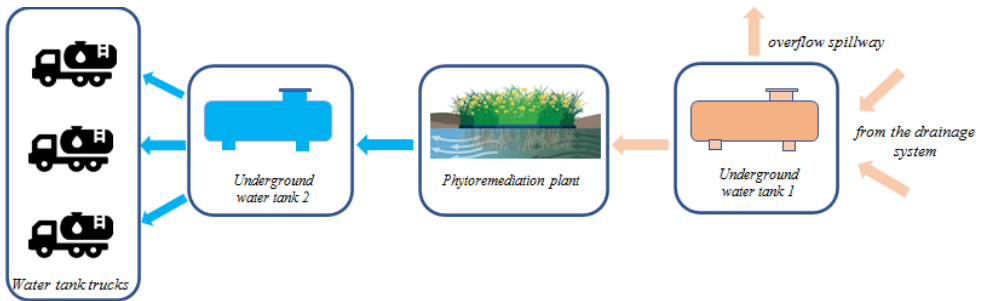 overflow spillway
from the drainage
system
Underground
water tank 1
Phytoremediation plant
Underground
water tank 2
Water tank trucks